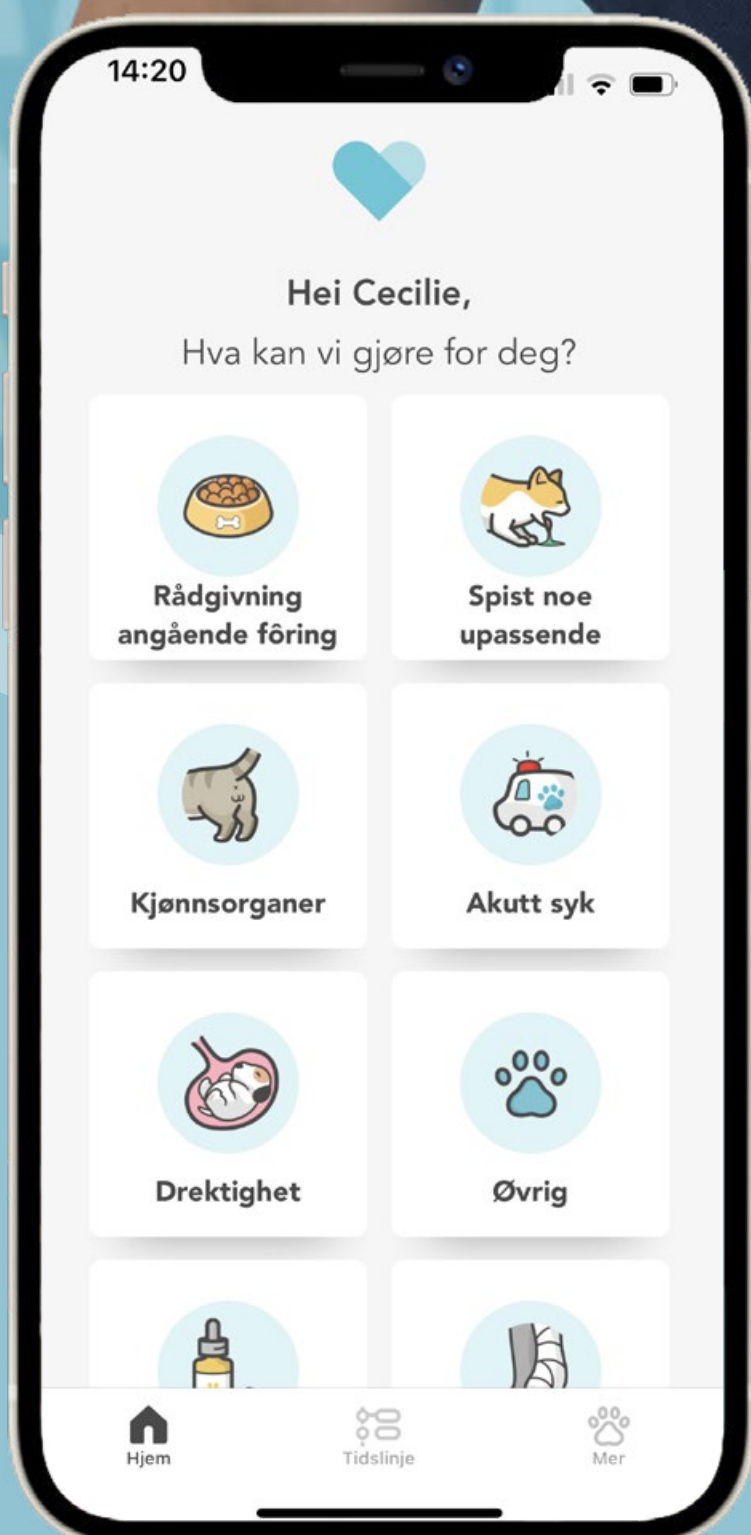 14:20
Hei Cecilie,
Hva kan vi gjøre for deg?
Rådgivning
angående fôring
Spist noe
upassende
Kjønnsorganer
Akutt syk
Drektighet
Øvrig
Hjem
Tidslinje
Mer